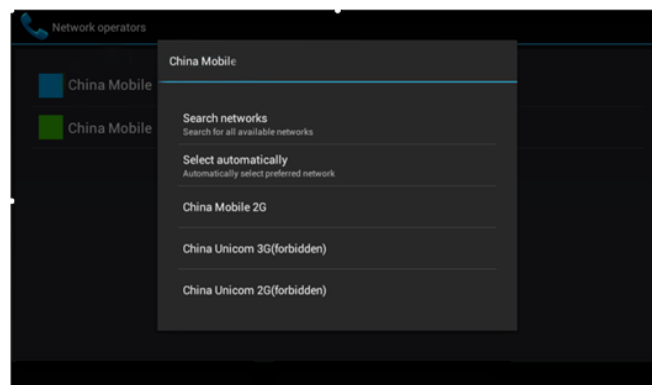 Network operators
China Mobile
China Mobile
China Mobile
Search networks
Search for all available networks
Select automatically
Automatically select preferred network
China Mobile 2G
China Unicom 3G(forbidden)
China Unicom 2G(forbidden)